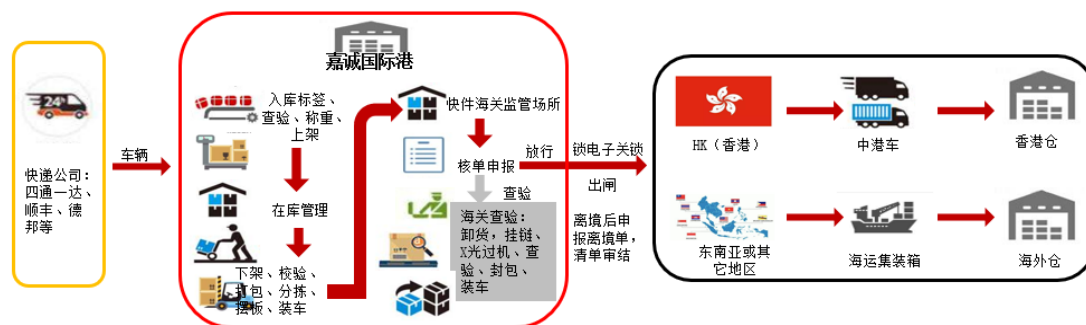 24
快递公司：
四通一达、
顺丰、德
邦等
车辆
嘉诚国际港
入库标签、
查验、称重、
上架
在库管理
下架、校验、
打包、分拣、
摆板、装车
快件海关监管场所
核单申报
查验
海关查验：
卸货，挂链、
X光过机、查
验、封包、
装车
放行
锁电子关锁
出闸
离境后申
报离境单，
清单审结
HK（香港）
中港车
香港仓
东南亚或其
它地区
海运集装箱
海外仓